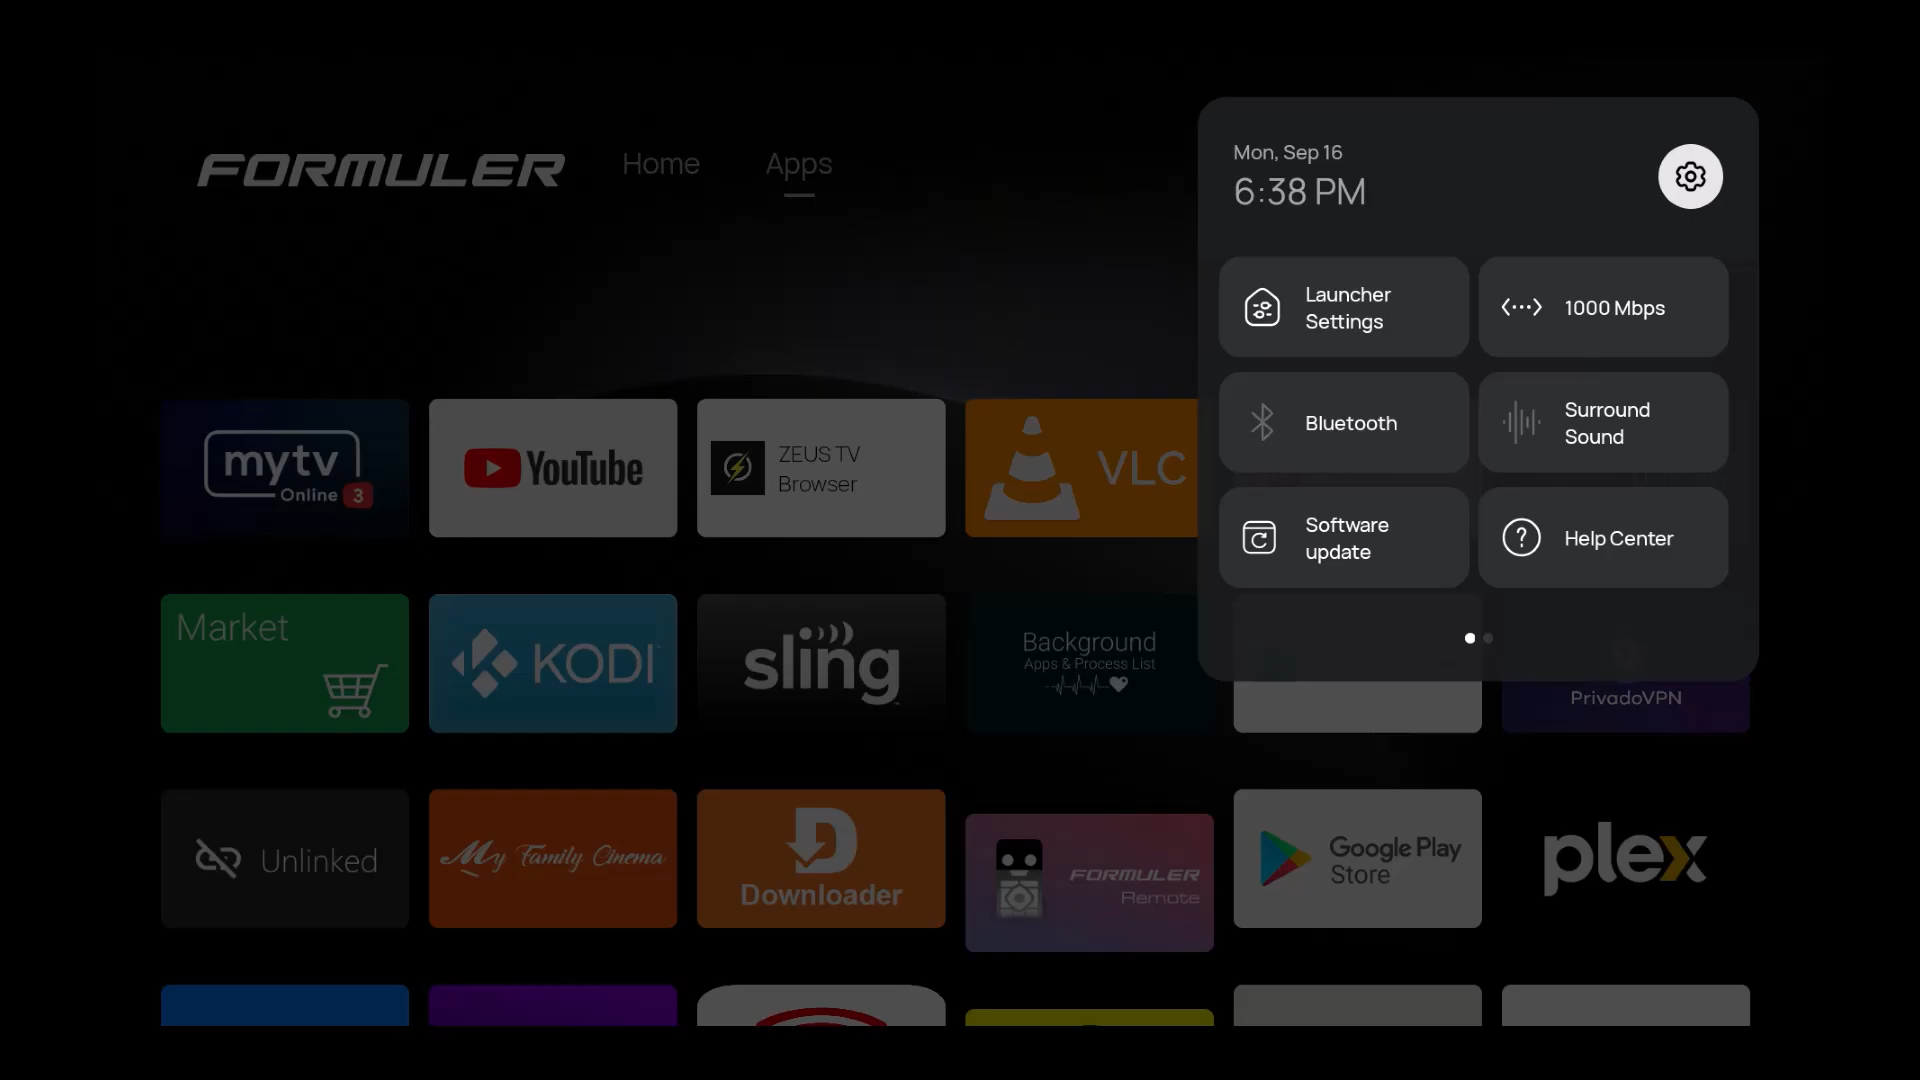 FORMULER
Home
Apps
Mon, Sep 16
6:38 PM
Launcher
Settings
1000 Mbps
Bluetooth
Surround
Sound
Software
update
Help Center
mytv
Online 3
YouTube
ZEUS TV
Browser
VLC
Market
KODI
sling
Background
Apps & Process List
PrivadoVPN
Unlinked
My Family Cinema
Downloader
FORMULER
Remote
Google Play
Store
plex